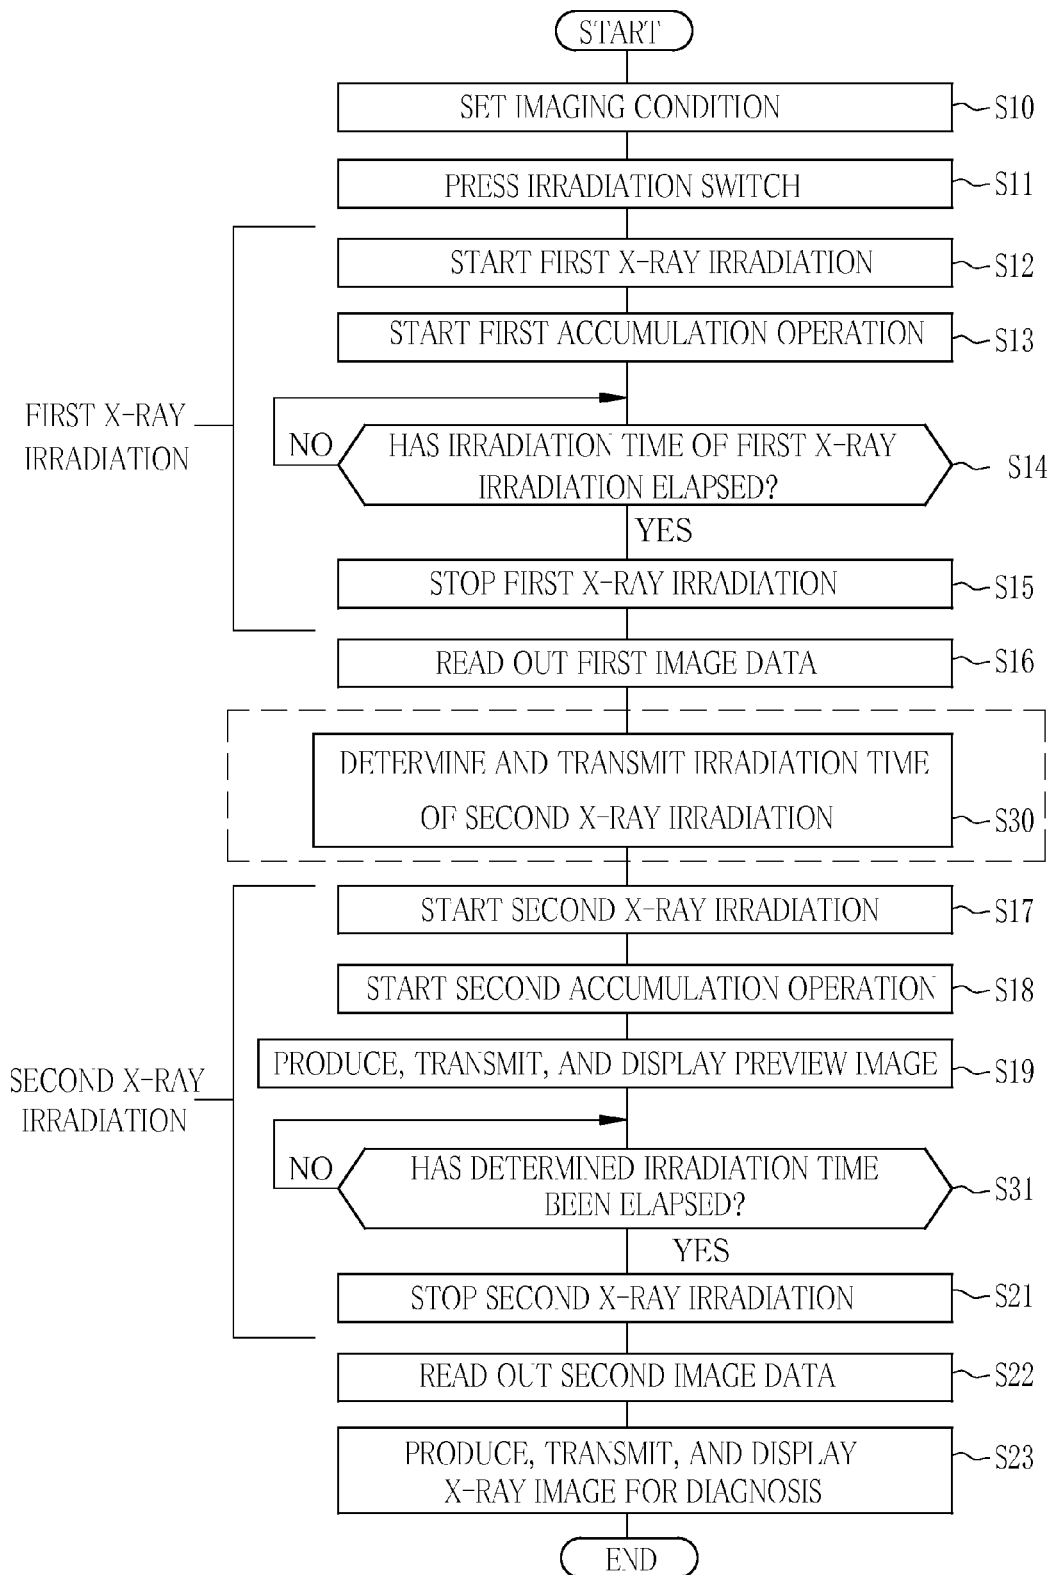 START
SET IMAGING CONDITION
S10
PRESS IRRADIATION SWITCH
S11
START FIRST X-RAY IRRADIATION
S12
START FIRST ACCUMULATION OPERATION
S13
FIRST X-RAY
IRRADIATION
NO
HAS IRRADIATION TIME OF FIRST X-RAY
IRRADIATION ELAPSED?
S14
YES
STOP FIRST X-RAY IRRADIATION
S15
READ OUT FIRST IMAGE DATA
S16
DETERMINE AND TRANSMIT IRRADIATION TIME
OF SECOND X-RAY IRRADIATION
S30
START SECOND X-RAY IRRADIATION
S17
START SECOND ACCUMULATION OPERATION
S18
PRODUCE, TRANSMIT, AND DISPLAY PREVIEW IMAGE
S19
SECOND X-RAY
IRRADIATION
NO
HAS DETERMINED IRRADIATION TIME
BEEN ELAPSED?
S31
YES
STOP SECOND X-RAY IRRADIATION
S21
READ OUT SECOND IMAGE DATA
S22
PRODUCE, TRANSMIT, AND DISPLAY
X-RAY IMAGE FOR DIAGNOSIS
S23
END